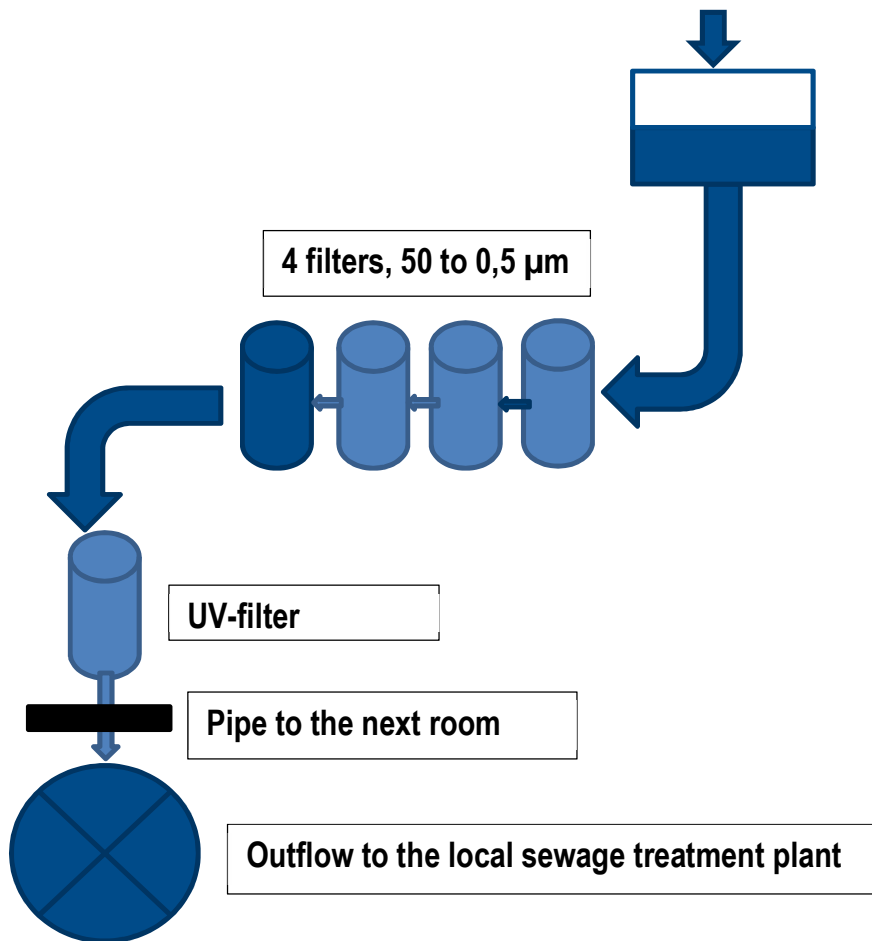 4 filters, 50 to 0,5 µm
UV-filter
Pipe to the next room
Outflow to the local sewage treatment plant